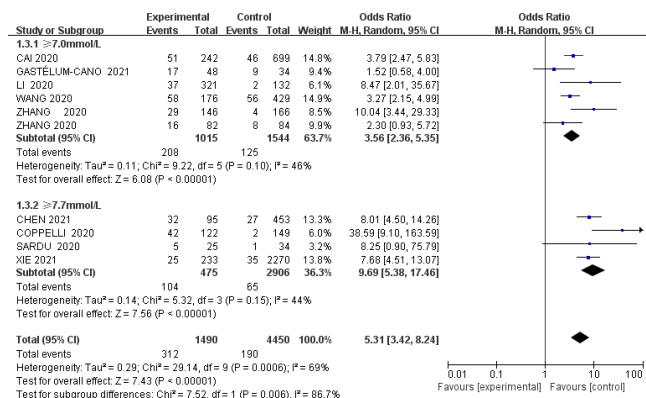 Experimental Control Odds Ratio Odds Ratio
Study or Subgroup Events Total Events Total Weight M-H, Random, 95% CI M-H, Random, 95% CI
1.3.1 ≥7.0mmol/L
CAI 2020 51 242 46 699 14.8% 3.79 [2.47, 5.83]
GASTÉLUM-CANO 2021 17 48 9 34 9.4% 1.52 [0.58, 4.00]
LI 2020 37 321 2 132 6.4% 8.47 [2.01, 35.67]
WANG 2020 58 176 56 429 14.9% 3.27 [2.15, 4.99]
ZHANG 2020 29 146 4 166 8.5% 10.04 [3.44, 29.33]
ZHANG 2020 16 82 8 84 9.8% 2.30 [0.93, 5.72]
Subtotal (95% CI) 1015 1544 63.7% 3.56 [2.36, 5.35]
Total events 208 125
Heterogeneity: Tau² = 0.11; Chi² = 9.22, df = 5 (P = 0.10); I² = 46%
Test for overall effect: Z = 6.08 (P < 0.00001)
1.3.2 ≥7.7mmol/L
CHEN 2021 32 95 27 453 13.3% 8.01 [4.50, 14.26]
COPPELLI 2020 42 122 2 149 6.2% 38.59 [9.10, 163.59]
SARDU 2020 5 25 1 34 3.1% 8.25 [0.90, 75.79]
XIE 2021 25 233 35 2270 13.8% 7.68 [4.51, 13.07]
Subtotal (95% CI) 475 2906 36.3% 9.69 [5.38, 17.46]
Total events 104 65
Heterogeneity: Tau² = 0.14; Chi² = 5.32, df = 3 (P = 0.15); I² = 44%
Test for overall effect: Z = 7.56 (P < 0.00001)
Total (95% CI) 1490 4450 100.0% 5.31 [3.42, 8.24]
Total events 312 190
Heterogeneity: Tau² = 0.29; Chi² = 29.14, df = 9 (P = 0.0006); I² = 69%
Test for overall effect: Z = 7.43 (P < 0.00001)
Test for subgroup differences: Chi² = 7.52, df = 1 (P = 0.006), I² = 86.7%
0.01 0.1 1 10 100
Favours [experimental] Favours [control]